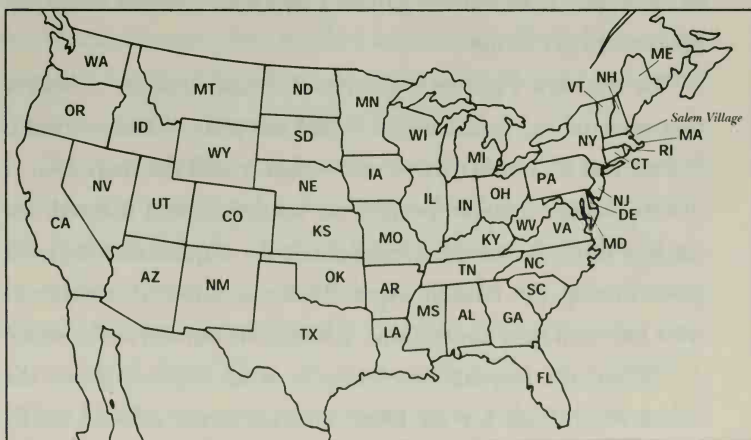 WA
MT
ND
MN
VT
NH
ME
OR
ID
SD
WI
MI
NY
Salem Village
MA
WY
RI
CT
NV
NE
IA
PA
NJ
UT
CO
IL
IN
OH
DE
CA
KS
MO
WV
VA
MD
KY
AZ
NM
OK
TN
NC
AR
SC
MS
AL
GA
TX
LA
FL